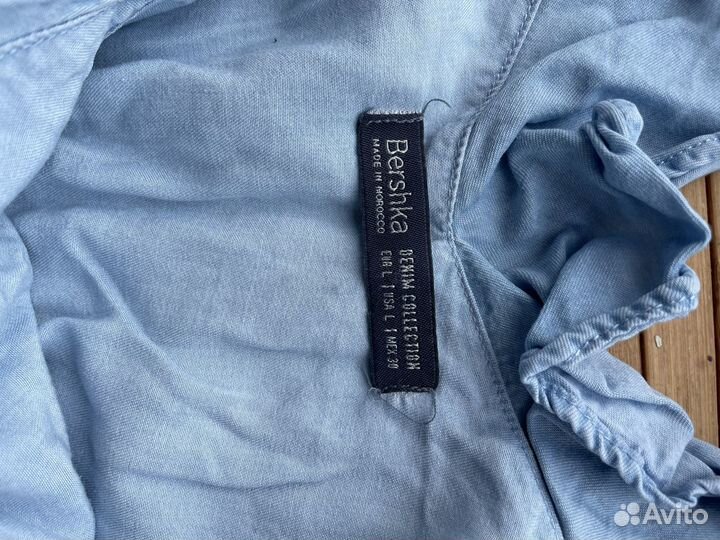 Bershka
MADE IN MOROCCO
DENIM COLLECTION
EUR L | USA L | MEX 30
Avito